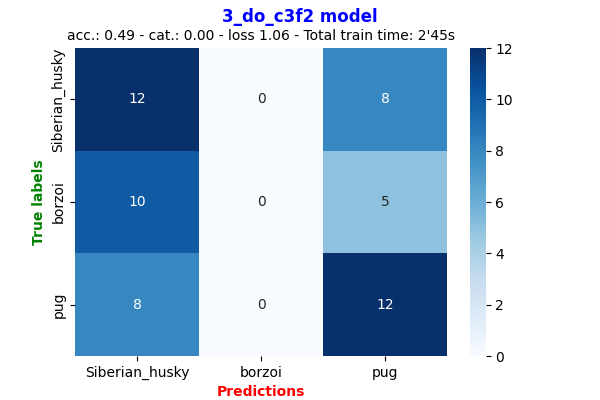 3_do_c3f2 model
acc.: 0.49 - cat.: 0.00 - loss 1.06 - Total train time: 2'45s
True labels
Siberian_husky
12
0
8
borzoi
10
0
5
pug
8
0
12
Siberian_husky
borzoi
pug
Predictions
12
10
8
6
4
2
0